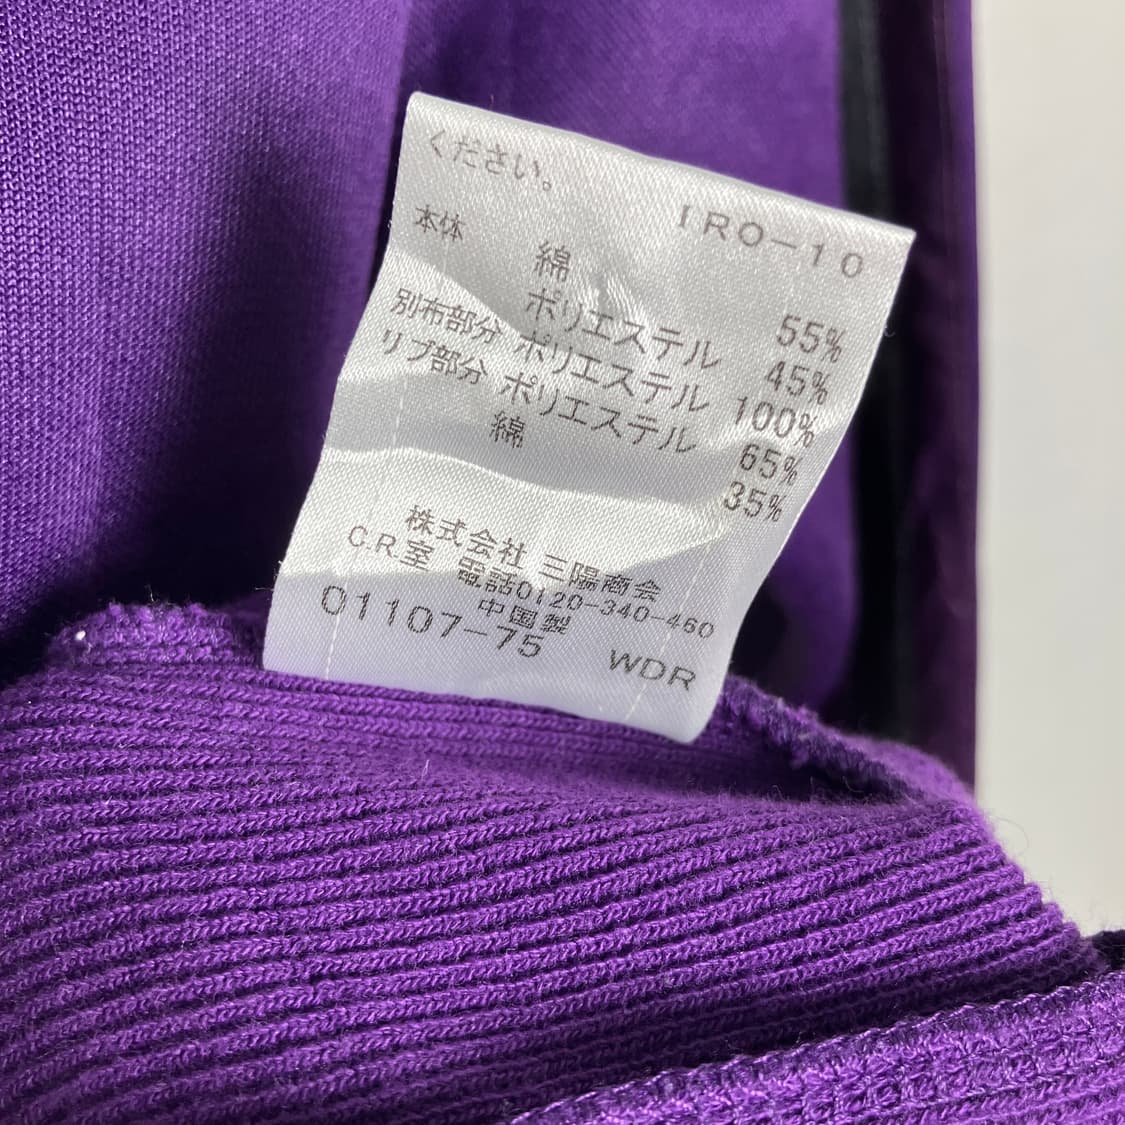 ください。
IRO-10
本体 綿 55%
ポリエステル 45%
別布部分 ポリエステル 100%
リブ部分 ポリエステル 65%
綿 35%
株式会社 三陽商会
C.R.室 電話0120-340-460
中国製
01107-75 WDR